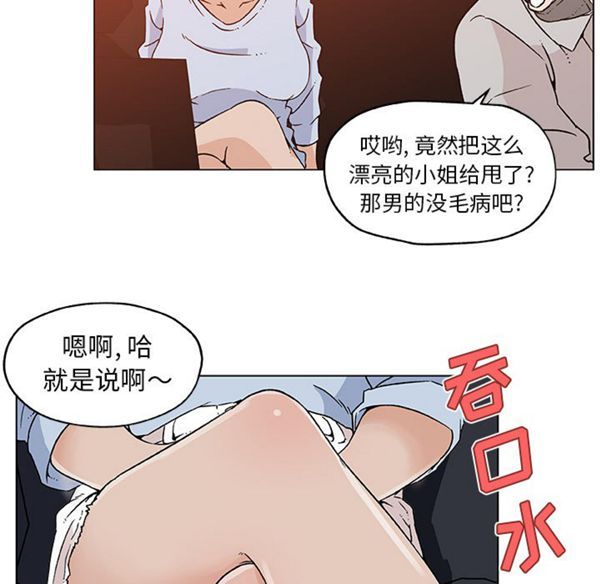 哎哟, 竟然把这么
漂亮的小姐给甩了?
那男的没毛病吧?
嗯啊, 哈
就是说啊～
吞口水